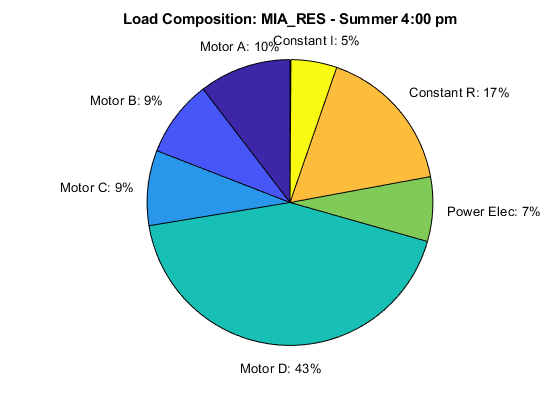 Load Composition: MIA_RES - Summer 4:00 pm
Motor A: 10%
Constant I: 5%
Motor B: 9%
Constant R: 17%
Motor C: 9%
Power Elec: 7%
Motor D: 43%